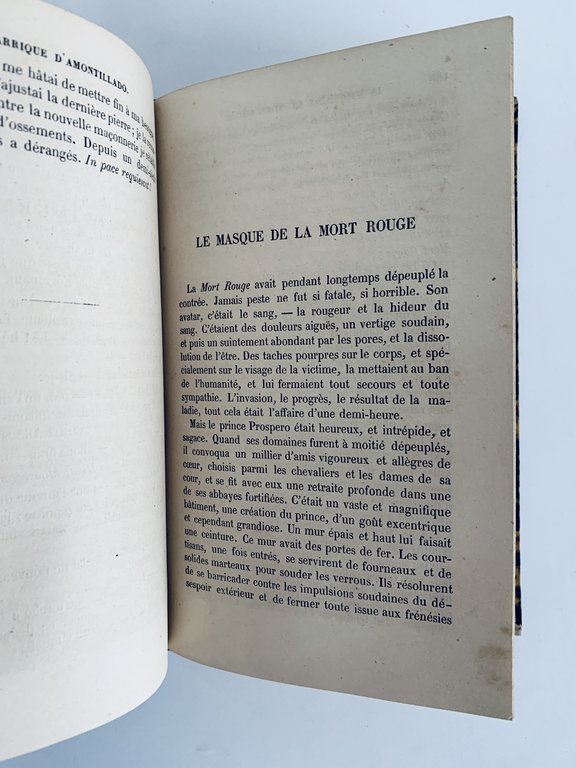 ARRIQUE D'AMONTILLADO.
me hâtai de mettre fin à ma
'ajustai la dernière pierre; je la
ntre la nouvelle maçonnerie je
d'ossements. Depuis un demi-
s a dérangés. In pace requiescat!
LE MASQUE DE LA MORT ROUGE
La Mort Rouge avait pendant longtemps dépeuplé la
contrée. Jamais peste ne fut si fatale, si horrible. Son
avatar, c'était le sang, — la rougeur et la hideur du
sang. C'étaient des douleurs aiguës, un vertige soudain,
et puis un suintement abondant par les pores, et la disso-
lution de l'être. Des taches pourpres sur le corps, et spé-
cialement sur le visage de la victime, la mettaient au ban
de l'humanité, et lui fermaient tout secours et toute
sympathie. L'invasion, le progrès, le résultat de la ma-
ladie, tout cela était l'affaire d'une demi-heure.
Mais le prince Prospero était heureux, et intrépide, et
sagace. Quand ses domaines furent à moitié dépeuplés,
il convoqua un millier d'amis vigoureux et allègres de
cœur, choisis parmi les chevaliers et les dames de sa
cour, et se fit avec eux une retraite profonde dans une
de ses abbayes fortifiées. C'était un vaste et magnifique
bâtiment, une création du prince, d'un goût excentrique
et cependant grandiose. Un mur épais et haut lui faisait
une ceinture. Ce mur avait des portes de fer. Les cour-
tisans, une fois entrés, se servirent de fourneaux et de
solides marteaux pour souder les verrous. Ils résolurent
de se barricader contre les impulsions soudaines du dé-
sespoir extérieur et de fermer toute issue aux frénésies